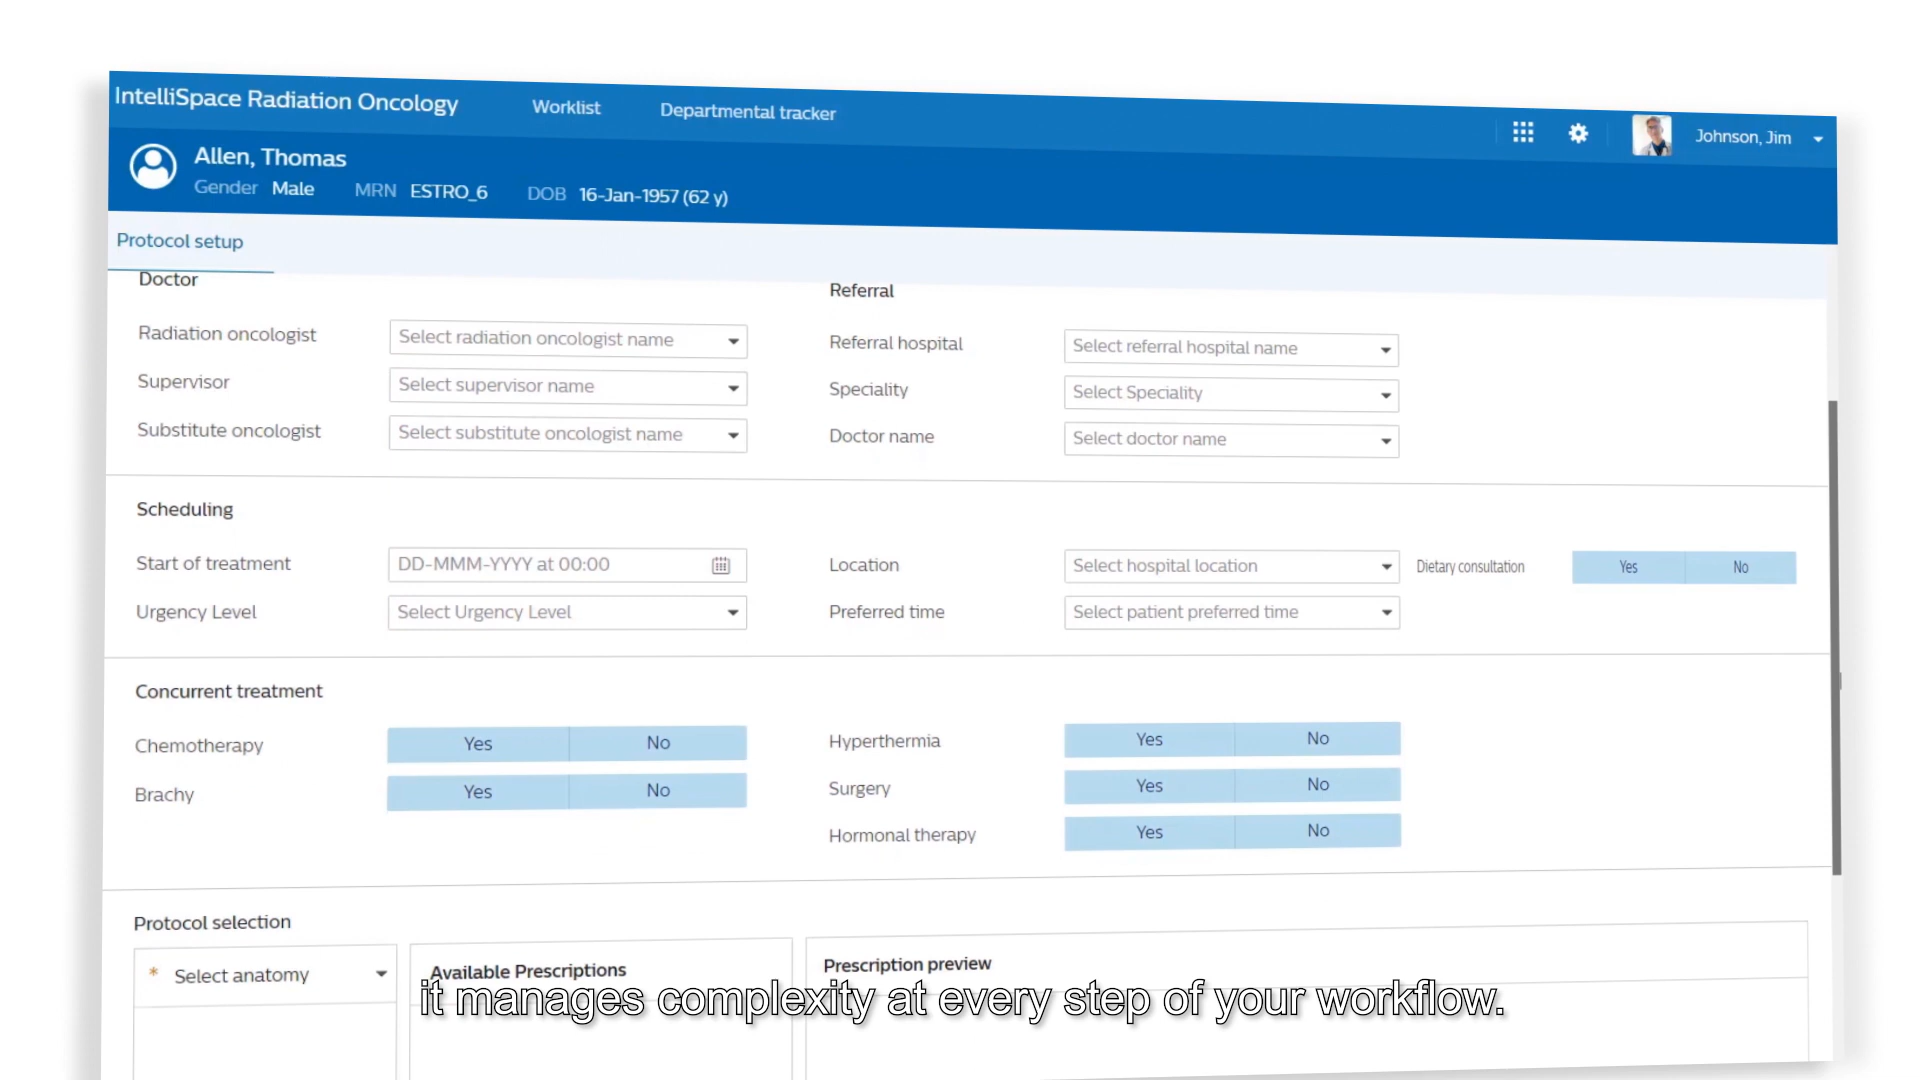 IntelliSpace Radiation Oncology Worklist Departmental tracker Johnson, Jim
Allen, Thomas
Gender Male MRN ESTRO_6 DOB 16-Jan-1957 (62 y)
Protocol setup
Doctor Referral
Radiation oncologist Select radiation oncologist name Referral hospital Select referral hospital name
Supervisor Select supervisor name Speciality Select Speciality
Substitute oncologist Select substitute oncologist name Doctor name Select doctor name
Scheduling
Start of treatment DD-MMM-YYYY at 00:00 Location Select hospital location Dietary consultation Yes No
Urgency Level Select Urgency Level Preferred time Select patient preferred time
Concurrent treatment
Chemotherapy Yes No Hyperthermia Yes No
Brachy Yes No Surgery Yes No
Hormonal therapy Yes No
Protocol selection
* Select anatomy Available Prescriptions Prescription preview
it manages complexity at every step of your workflow.